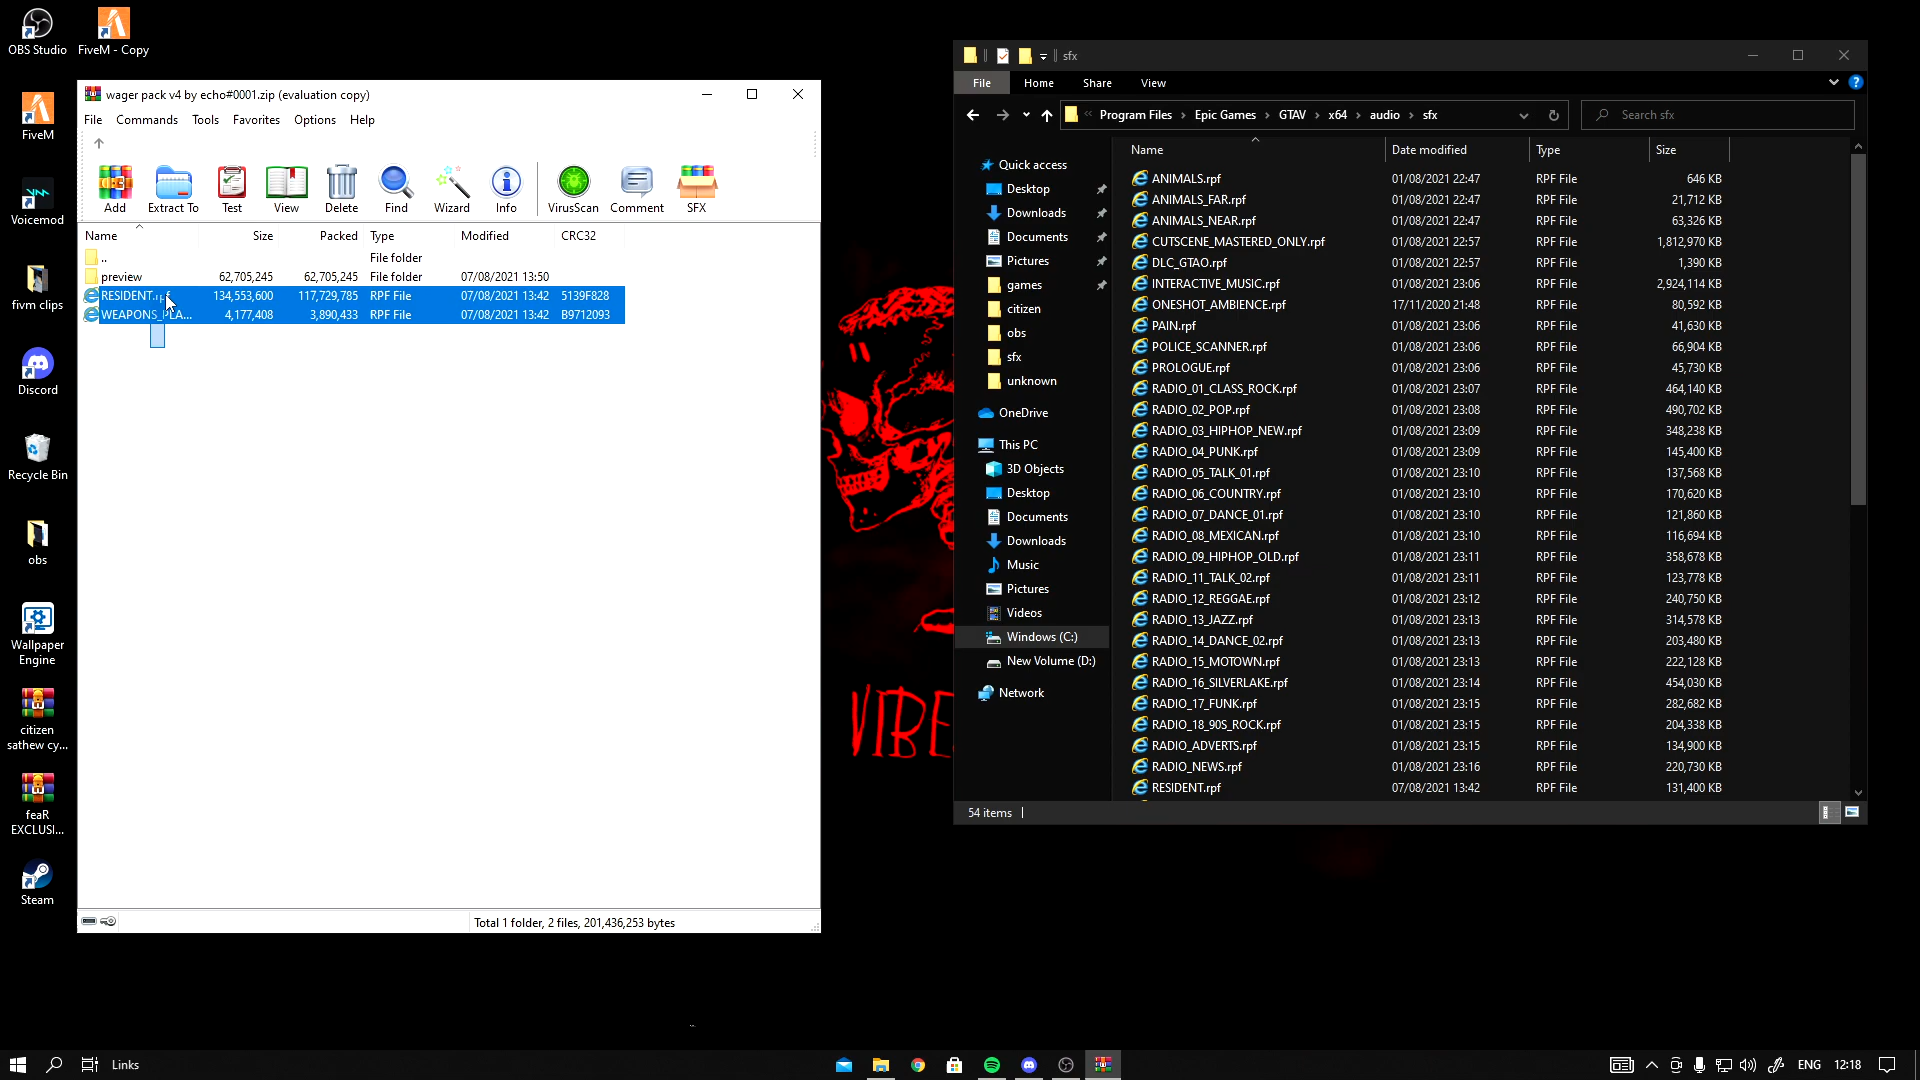 OBS Studio
FiveM - Copy
FiveM
Voicemod
fivm clips
Discord
Recycle Bin
obs
Wallpaper
Engine
citizen
sathew cy...
feaR
EXCLUSI...
Steam
wager pack v4 by echo#0001.zip (evaluation copy)
File Commands Tools Favorites Options Help
Add Extract To Test View Delete Find Wizard Info VirusScan Comment SFX
Name Size Packed Type Modified CRC32
.. File folder
preview 62,705,245 62,705,245 File folder 07/08/2021 13:50
RESIDENT.rpf 134,553,600 117,729,785 RPF File 07/08/2021 13:42 5139F828
4,177,408 3,890,433 RPF File 07/08/2021 13:42 B9712093
Total 1 folder, 2 files, 201,436,253 bytes
VIBE
sfx
File Home Share View
Program Files Epic Games GTAV x64 audio sfx Search sfx
Quick access
Desktop
Downloads
Documents
Pictures
games
citizen
obs
sfx
unknown
OneDrive
This PC
3D Objects
Desktop
Documents
Downloads
Music
Pictures
Videos
Windows (C:)
New Volume (D:)
Network
Name Date modified Type Size
ANIMALS.rpf 01/08/2021 22:47 RPF File 646 KB
ANIMALS_FAR.rpf 01/08/2021 22:47 RPF File 21,712 KB
ANIMALS_NEAR.rpf 01/08/2021 22:47 RPF File 63,326 KB
CUTSCENE_MASTERED_ONLY.rpf 01/08/2021 22:57 RPF File 1,812,970 KB
DLC_GTAO.rpf 01/08/2021 22:57 RPF File 1,390 KB
INTERACTIVE_MUSIC.rpf 01/08/2021 23:06 RPF File 2,924,114 KB
ONESHOT_AMBIENCE.rpf 17/11/2020 21:48 RPF File 80,592 KB
PAIN.rpf 01/08/2021 23:06 RPF File 41,630 KB
POLICE_SCANNER.rpf 01/08/2021 23:06 RPF File 66,904 KB
PROLOGUE.rpf 01/08/2021 23:06 RPF File 45,730 KB
RADIO_01_CLASS_ROCK.rpf 01/08/2021 23:07 RPF File 464,140 KB
RADIO_02_POP.rpf 01/08/2021 23:08 RPF File 490,702 KB
RADIO_03_HIPHOP_NEW.rpf 01/08/2021 23:09 RPF File 348,238 KB
RADIO_04_PUNK.rpf 01/08/2021 23:09 RPF File 145,400 KB
RADIO_05_TALK_01.rpf 01/08/2021 23:10 RPF File 137,568 KB
RADIO_06_COUNTRY.rpf 01/08/2021 23:10 RPF File 170,620 KB
RADIO_07_DANCE_01.rpf 01/08/2021 23:10 RPF File 121,860 KB
RADIO_08_MEXICAN.rpf 01/08/2021 23:10 RPF File 116,694 KB
RADIO_09_HIPHOP_OLD.rpf 01/08/2021 23:11 RPF File 358,678 KB
RADIO_11_TALK_02.rpf 01/08/2021 23:11 RPF File 123,778 KB
RADIO_12_REGGAE.rpf 01/08/2021 23:12 RPF File 240,750 KB
RADIO_13_JAZZ.rpf 01/08/2021 23:13 RPF File 314,578 KB
RADIO_14_DANCE_02.rpf 01/08/2021 23:13 RPF File 203,480 KB
RADIO_15_MOTOWN.rpf 01/08/2021 23:13 RPF File 222,128 KB
RADIO_16_SILVERLAKE.rpf 01/08/2021 23:14 RPF File 454,030 KB
RADIO_17_FUNK.rpf 01/08/2021 23:15 RPF File 282,682 KB
RADIO_18_90S_ROCK.rpf 01/08/2021 23:15 RPF File 204,338 KB
RADIO_ADVERTS.rpf 01/08/2021 23:15 RPF File 134,900 KB
RADIO_NEWS.rpf 01/08/2021 23:16 RPF File 220,730 KB
RESIDENT.rpf 07/08/2021 13:42 RPF File 131,400 KB
54 items
Links
ENG 12:18